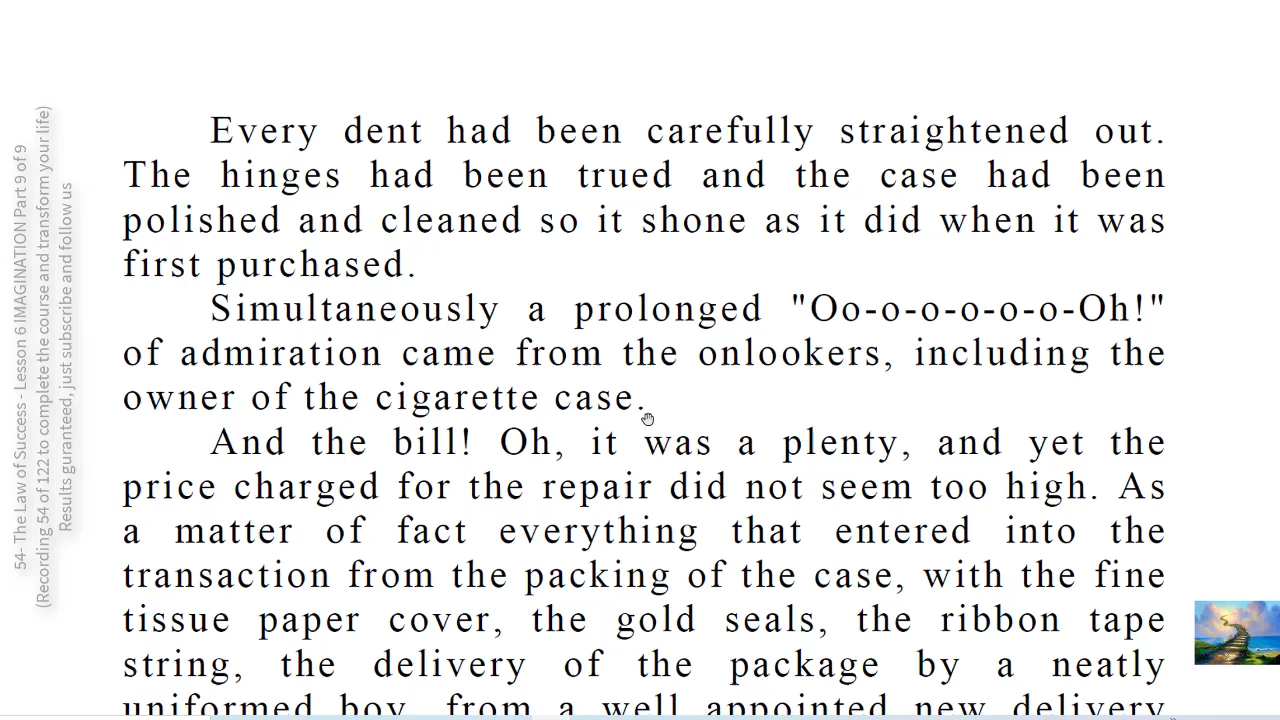 Every dent had been carefully straightened out.
The hinges had been trued and the case had been
polished and cleaned so it shone as it did when it was
first purchased.
Simultaneously a prolonged "Oo-o-o-o-o-o-Oh!"
of admiration came from the onlookers, including the
owner of the cigarette case.
And the bill! Oh, it was a plenty, and yet the
price charged for the repair did not seem too high. As
a matter of fact everything that entered into the
transaction from the packing of the case, with the fine
tissue paper cover, the gold seals, the ribbon tape
string, the delivery of the package by a neatly
uniformed boy, from a well appointed new delivery
54- The Law of Success - Lesson 6 IMAGINATION Part 9 of 9
(Recording 54 of 122 to complete the course and transform your life)
Results guranteed, just subscribe and follow us